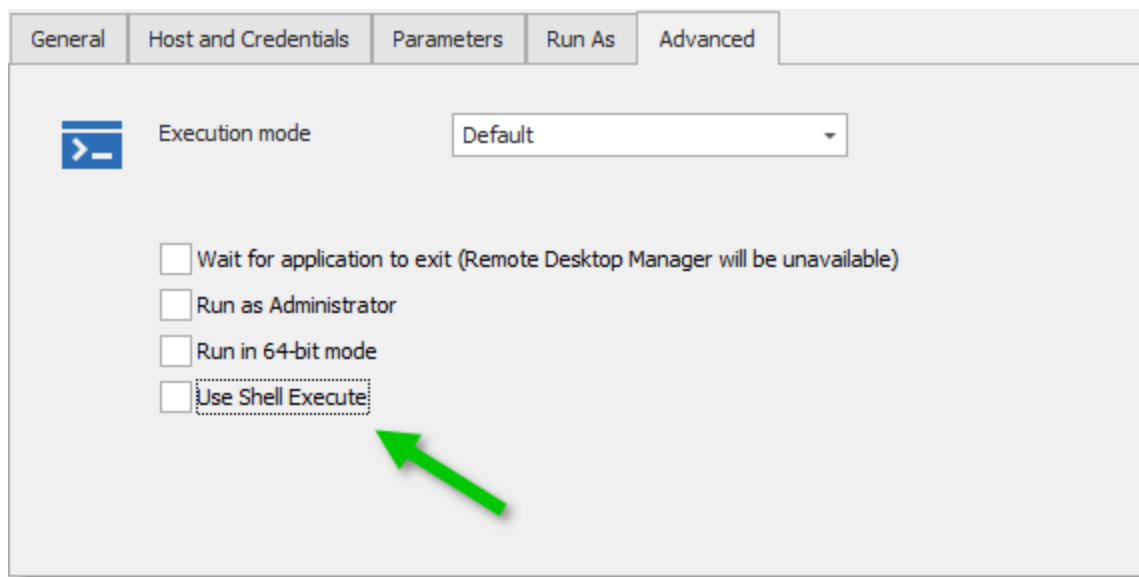 General Host and Credentials Parameters Run As Advanced
Execution mode Default
Wait for application to exit (Remote Desktop Manager will be unavailable)
Run as Administrator
Run in 64-bit mode
Use Shell Execute